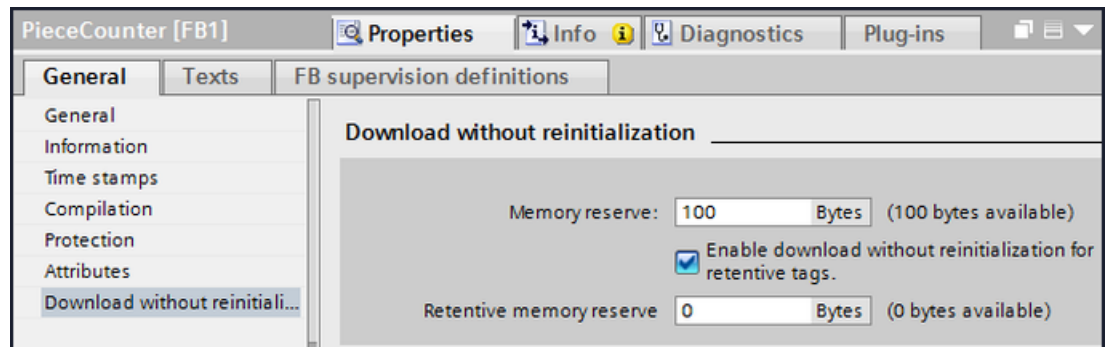 PieceCounter [FB1]
Properties
Info
Diagnostics
Plug-ins
General
Texts
FB supervision definitions
General
Information
Time stamps
Compilation
Protection
Attributes
Download without reinitiali...
Download without reinitialization
Memory reserve: 100 Bytes (100 bytes available)
Enable download without reinitialization for
retentive tags.
Retentive memory reserve 0 Bytes (0 bytes available)